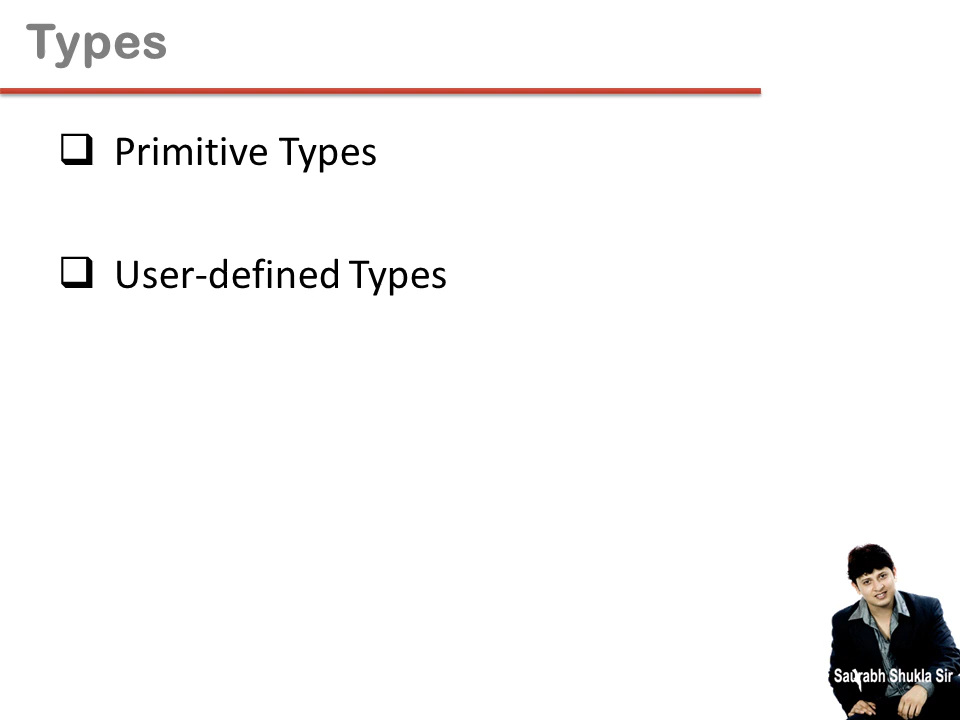 Types
Primitive Types
User-defined Types
Saurabh Shukla Sir